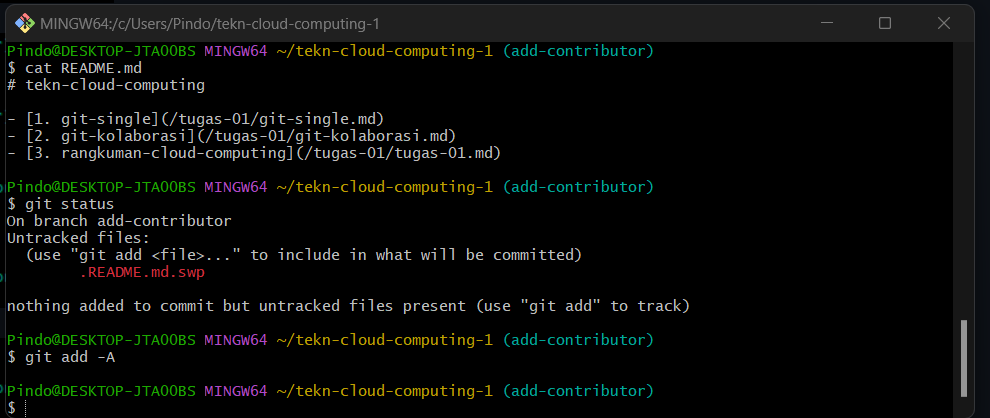 MINGW64:/c/Users/Pindo/tekn-cloud-computing-1
Pindo@DESKTOP-JTAOOBS MINGW64 ~/tekn-cloud-computing-1 (add-contributor)
$ cat README.md
# tekn-cloud-computing
- [1. git-single](/tugas-01/git-single.md)
- [2. git-kolaborasi](/tugas-01/git-kolaborasi.md)
- [3. rangkuman-cloud-computing](/tugas-01/tugas-01.md)
Pindo@DESKTOP-JTAOOBS MINGW64 ~/tekn-cloud-computing-1 (add-contributor)
$ git status
On branch add-contributor
Untracked files:
  (use "git add <file>..." to include in what will be committed)
        .README.md.swp
nothing added to commit but untracked files present (use "git add" to track)
Pindo@DESKTOP-JTAOOBS MINGW64 ~/tekn-cloud-computing-1 (add-contributor)
$ git add -A
Pindo@DESKTOP-JTAOOBS MINGW64 ~/tekn-cloud-computing-1 (add-contributor)
$